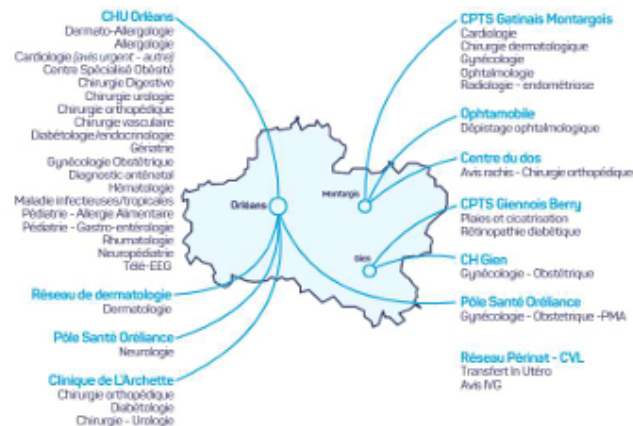 CHU Orléans
Dermato-Allergologie
Allergologie
Cardiologie (avis urgent - autre)
Centre Spécialisé Obésité
Chirurgie Digestive
Chirurgie urologie
Chirurgie orthopédique
Chirurgie vasculaire
Diabétologie/endocrinologie
Gériatrie
Gynécologie Obstétrique
Diagnostic anténatal
Hématologie
Maladie infectieuses/tropicales
Pédiatrie - Allergie Alimentaire
Pédiatrie - Gastro-entérologie
Rhumatologie
Neuropédiatrie
Télé-EEG
Réseau de dermatologie
Dermatologie
Pôle Santé Oréliance
Neurologie
Clinique de L'Archette
Chirurgie orthopédique
Diabétologie
Chirurgie - Urologie
Orléans
Montargis
Gien
CPTS Gatinais Montargois
Cardiologie
Chirurgie dermatologique
Gynécologie
Ophtalmologie
Radiologie - endométriose
Ophtamobile
Dépistage ophtalmologique
Centre du dos
Avis rachis - Chirurgie orthopédique
CPTS Giennois Berry
Plaies et cicatrisation
Rétinopathie diabétique
CH Gien
Gynécologie - Obstétrique
Pôle Santé Oréliance
Gynécologie - Obstetrique -PMA
Réseau Périnat - CVL
Transfert In Utéro
Avis IVG